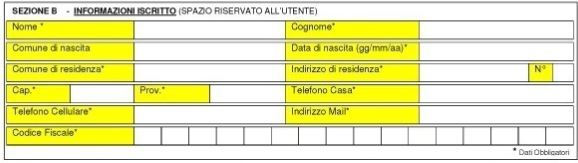 SEZIONE B - INFORMAZIONI ISCRITTO (SPAZIO RISERVATO ALL'UTENTE)
Nome * Cognome*
Comune di nascita Data di nascita (gg/mm/aa)*
Comune di residenza* Indirizzo di residenza* N.º
Cap.* Prov.* Telefono Casa*
Telefono Cellulare* Indirizzo Mail*
Codice Fiscale*
* Dati Obbligatori